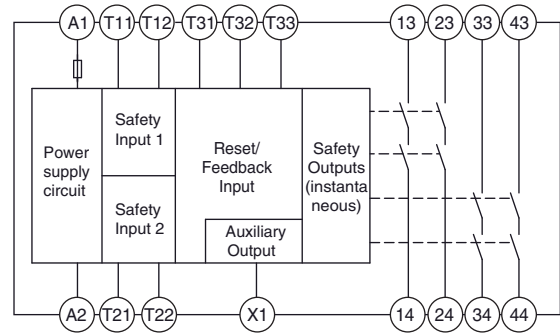 A1 T11 T12 T31 T32 T33 13 23 33 43
Power
supply
circuit
Safety
Input 1
Safety
Input 2
Reset/
Feedback
Input
Auxiliary
Output
Safety
Outputs
(instanta
neous)
A2 T21 T22 X1 14 24 34 44